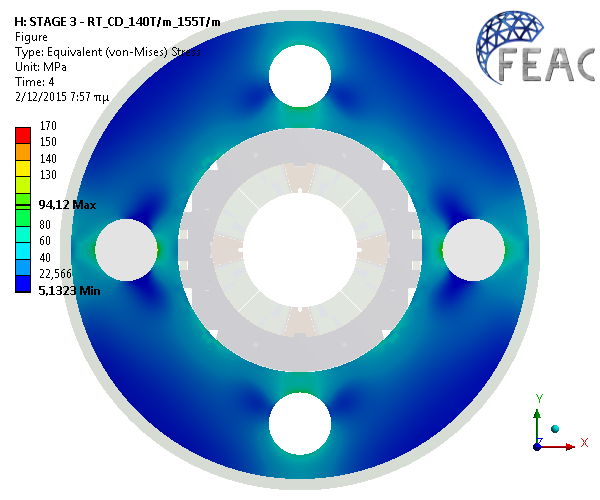 H: STAGE 3 - RT_CD_140T/m_155T/m
Figure
Type: Equivalent (von-Mises) Stress
Unit: MPa
Time: 4
2/12/2015 7:57 πμ
FEAC
170
150
140
130
94,12 Max
80
60
40
22,566
5,1323 Min
Y
Z
X